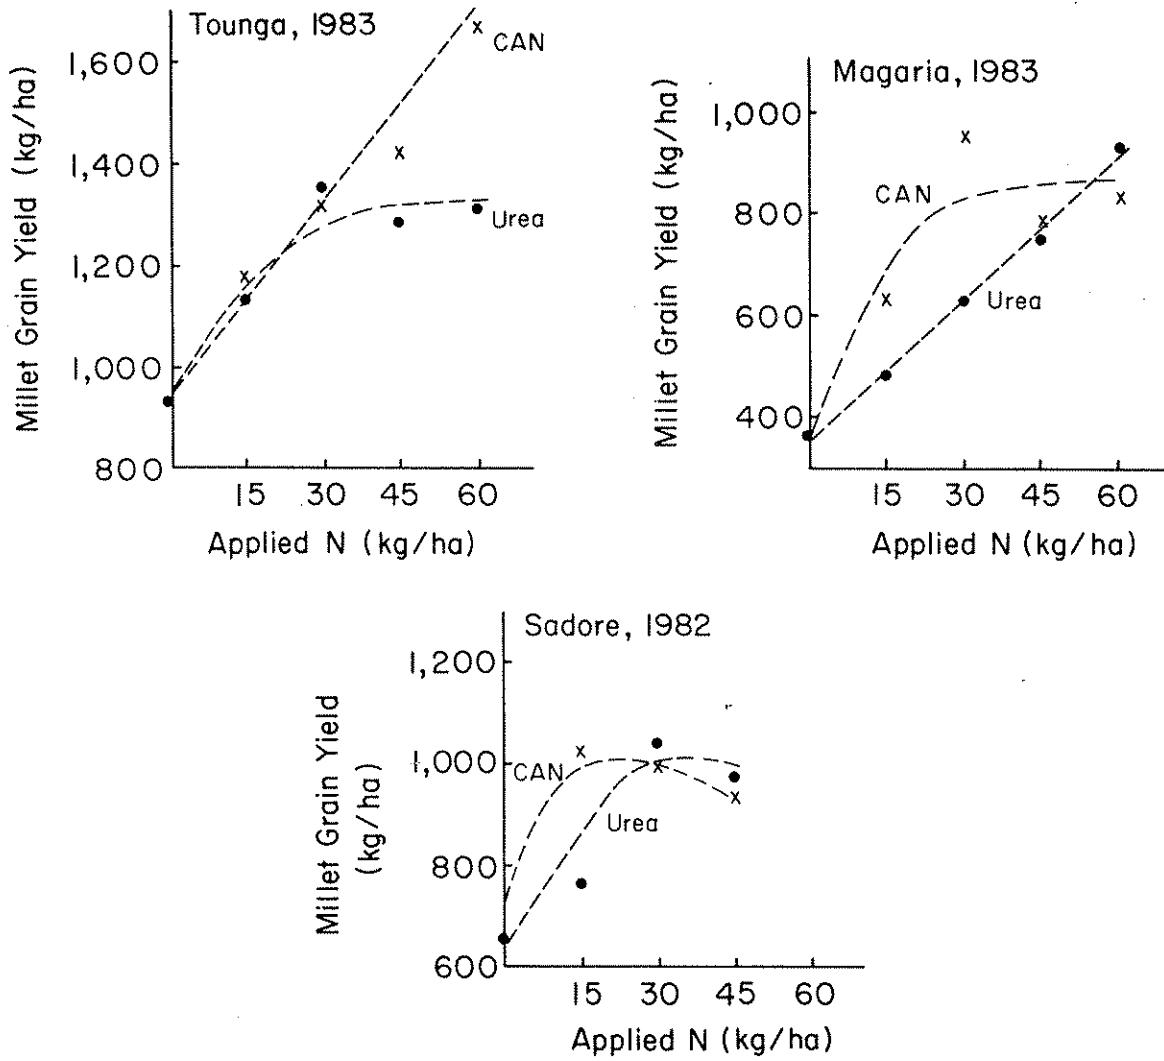 Tounga, 1983
Millet Grain Yield (kg/ha)
1,600
1,400
1,200
1,000
800
CAN
Urea
15 30 45 60
Applied N (kg/ha)
Magaria, 1983
Millet Grain Yield (kg/ha)
1,000
800
600
400
CAN
Urea
15 30 45 60
Applied N (kg/ha)
Sadore, 1982
Millet Grain Yield
(kg/ha)
1,200
1,000
800
600
CAN
Urea
15 30 45 60
Applied N (kg/ha)